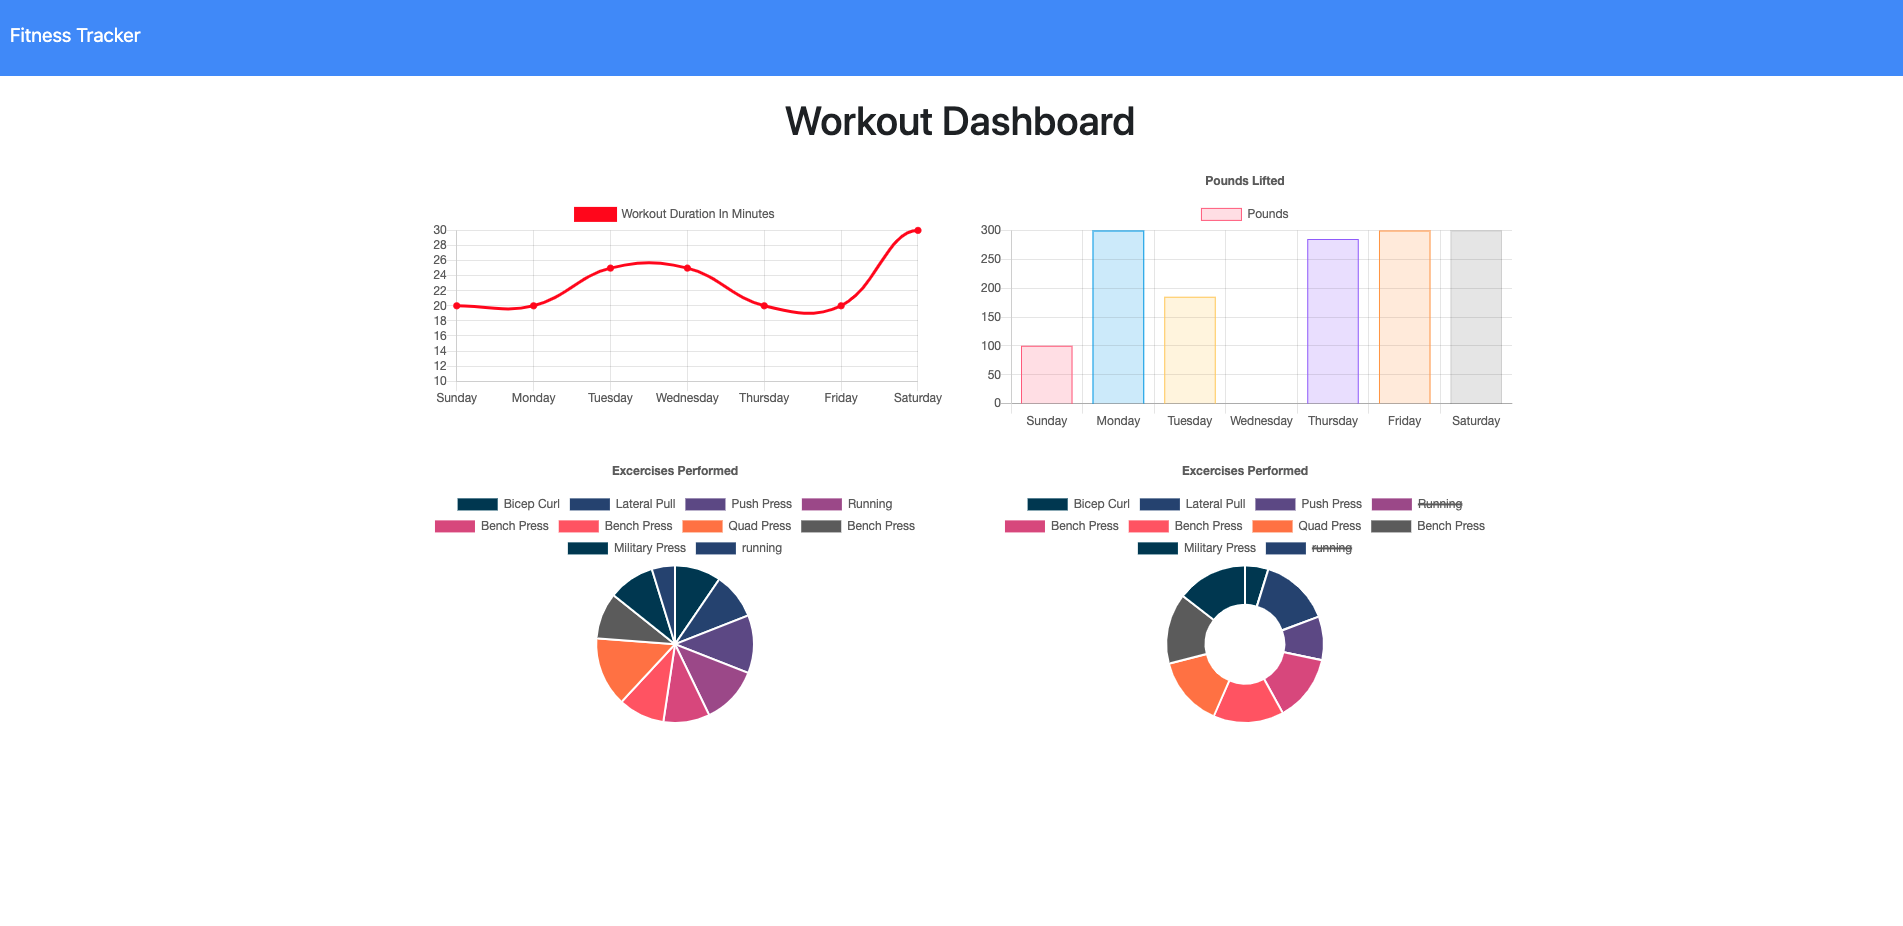 Fitness Tracker
Workout Dashboard
Workout Duration In Minutes
30
28
26
24
22
20
18
16
14
12
10
Sunday Monday Tuesday Wednesday Thursday Friday Saturday
Pounds Lifted
Pounds
300
250
200
150
100
50
0
Sunday Monday Tuesday Wednesday Thursday Friday Saturday
Excercises Performed
Bicep Curl Lateral Pull Push Press Running
Bench Press Bench Press Quad Press Bench Press
Military Press running
Excercises Performed
Bicep Curl Lateral Pull Push Press Running
Bench Press Bench Press Quad Press Bench Press
Military Press running